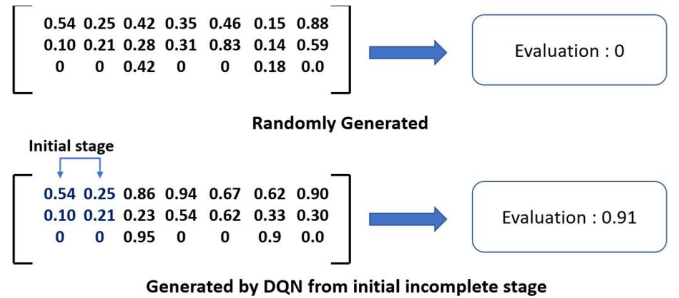 0.54 0.25 0.42 0.35 0.46 0.15 0.88
0.10 0.21 0.28 0.31 0.83 0.14 0.59
0 0 0.42 0 0 0.18 0.0
Evaluation : 0
Randomly Generated
Initial stage
0.54 0.25 0.86 0.94 0.67 0.62 0.90
0.10 0.21 0.23 0.54 0.62 0.33 0.30
0 0 0.95 0 0 0.9 0.0
Evaluation : 0.91
Generated by DQN from initial incomplete stage